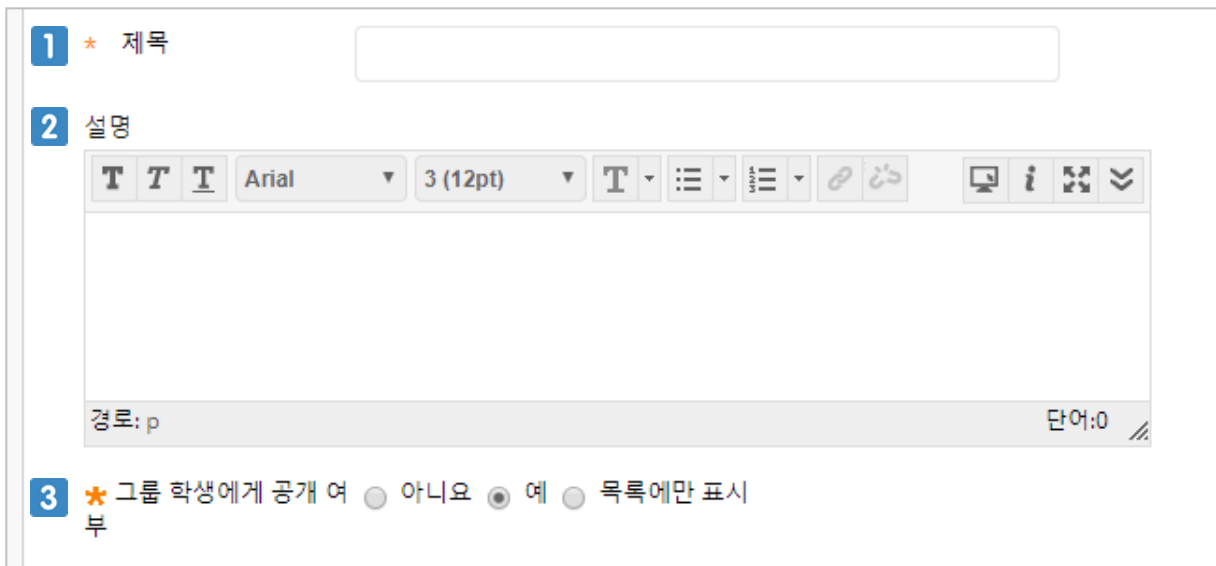 1 * 제목
2 설명
T T T Arial 3 (12pt) T i
경로: p 단어:0
3 * 그룹 학생에게 공개 여 아니요 예 목록에만 표시
부